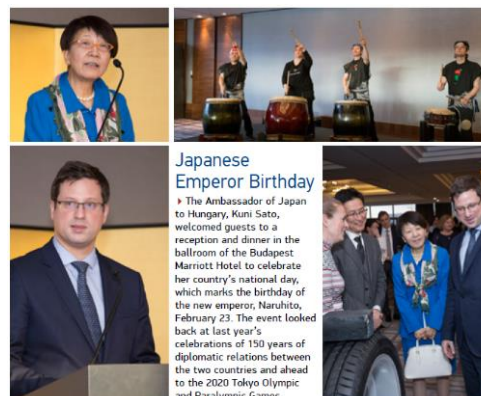 Japanese
Emperor Birthday
The Ambassador of Japan
to Hungary, Kuni Sato,
welcomed guests to a
reception and dinner in the
ballroom of the Budapest
Marriott Hotel to celebrate
her country's national day,
which marks the birthday of
the new emperor, Naruhito,
February 23. The event looked
back at last year's
celebrations of 150 years of
diplomatic relations between
the two countries and ahead
to the 2020 Tokyo Olympic
and Paralympic Games